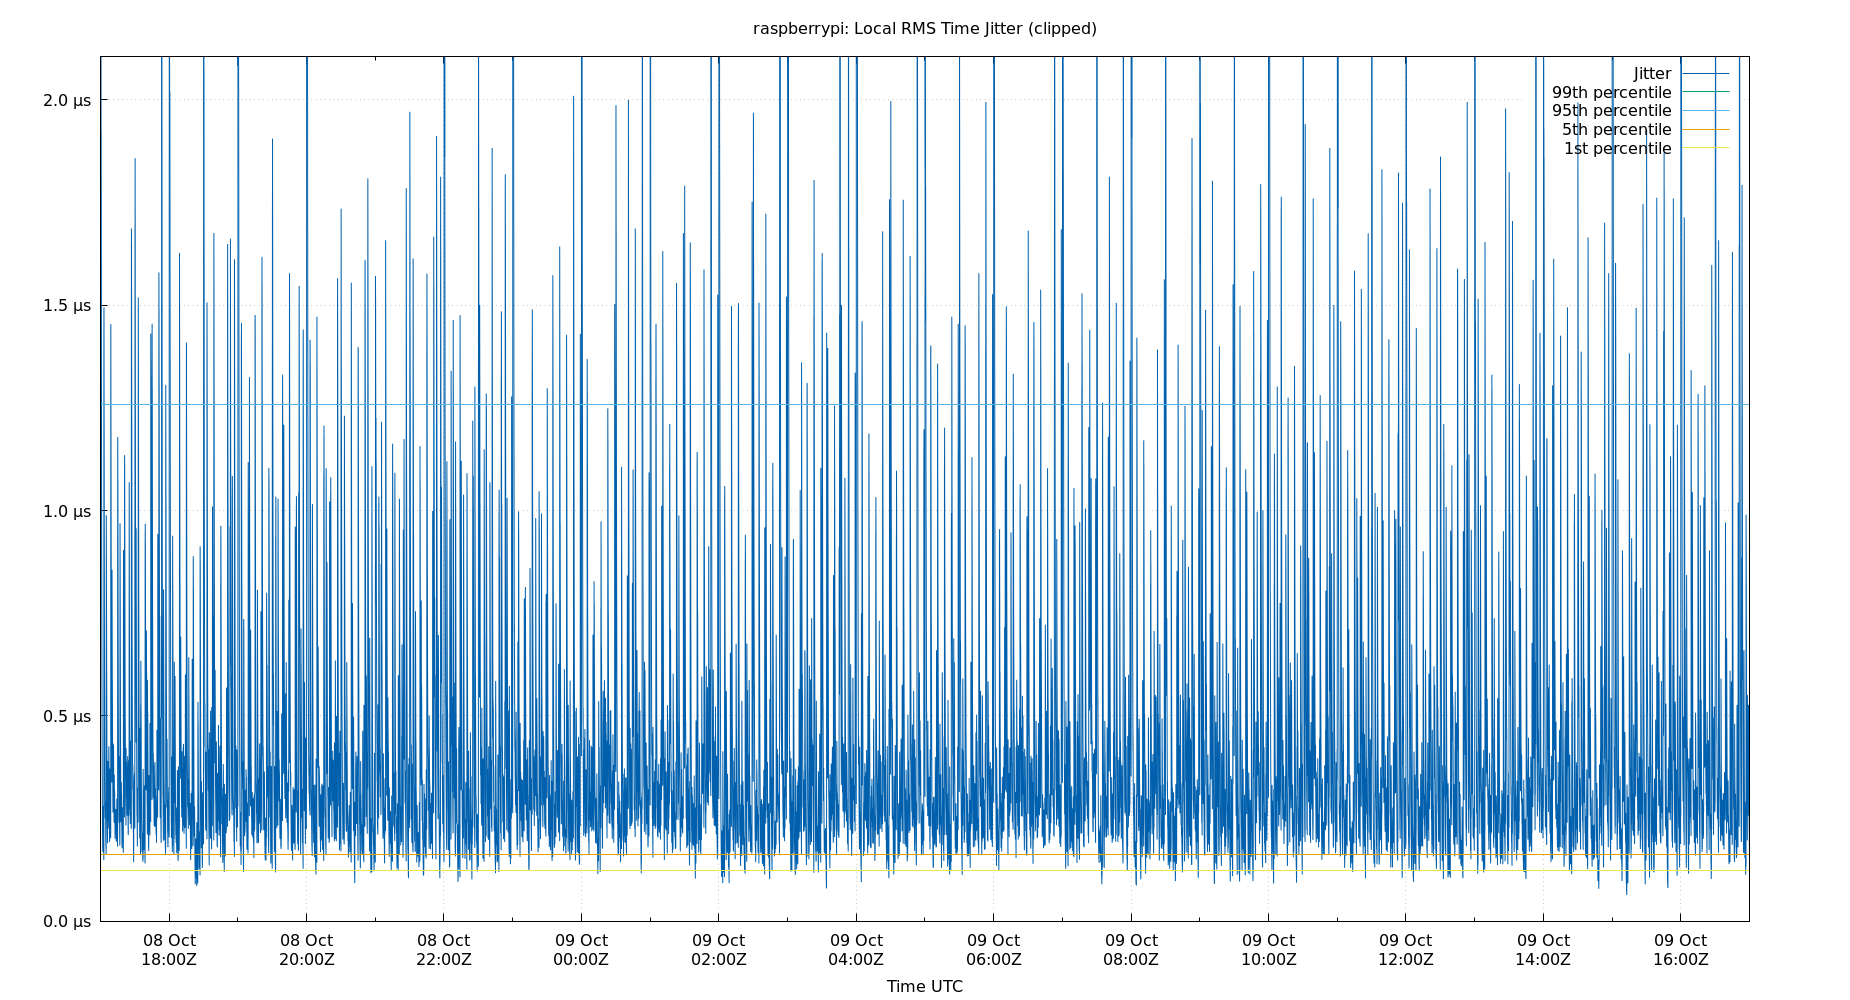 raspberrypi: Local RMS Time Jitter (clipped)
Jitter
99th percentile
95th percentile
5th percentile
1st percentile
2.0 μs
1.5 μs
1.0 μs
0.5 μs
0.0 μs
08 Oct 08 Oct 08 Oct 09 Oct 09 Oct 09 Oct 09 Oct 09 Oct 09 Oct 09 Oct 09 Oct 09 Oct
18:00Z 20:00Z 22:00Z 00:00Z 02:00Z 04:00Z 06:00Z 08:00Z 10:00Z 12:00Z 14:00Z 16:00Z
Time UTC